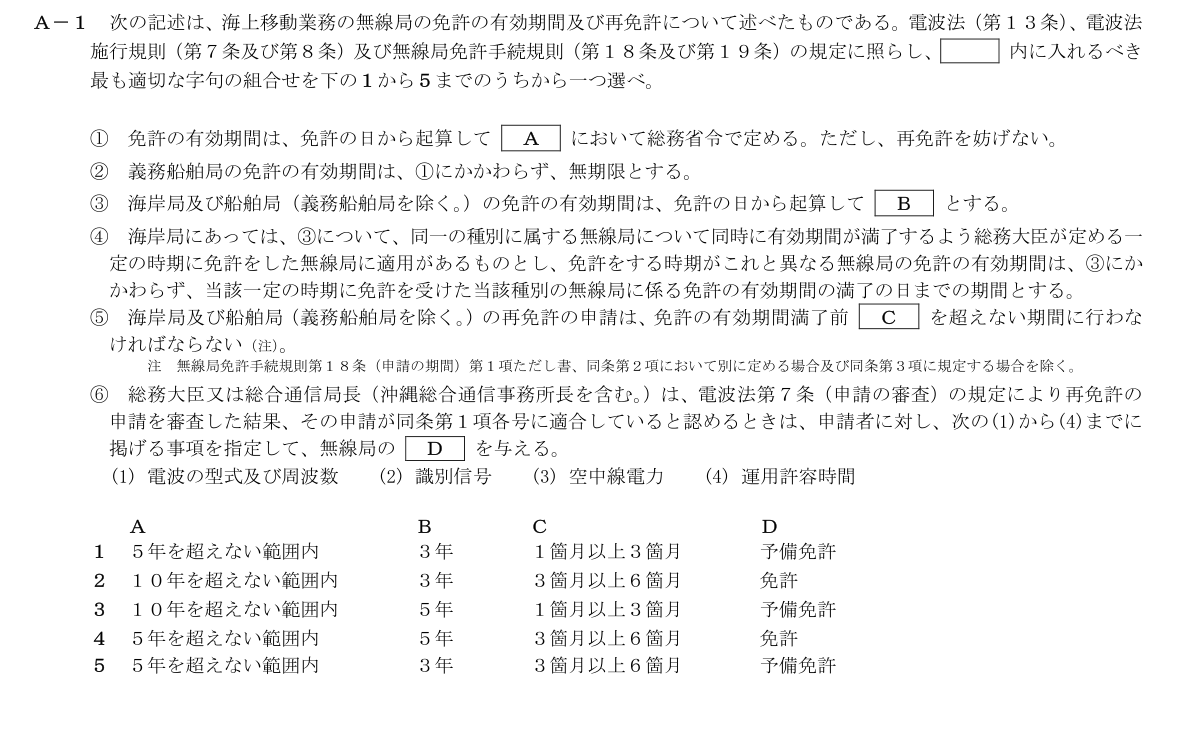 Ａ－１　次の記述は、海上移動業務の無線局の免許の有効期間及び再免許について述べたものである。電波法（第１３条）、電波法
施行規則（第７条及び第８条）及び無線局免許手続規則（第１８条及び第１９条）の規定に照らし、　　　内に入れるべき
最も適切な字句の組合せを下の１から５までのうちから一つ選べ。
①　免許の有効期間は、免許の日から起算して　A　において総務省令で定める。ただし、再免許を妨げない。
②　義務船舶局の免許の有効期間は、①にかかわらず、無期限とする。
③　海岸局及び船舶局（義務船舶局を除く。）の免許の有効期間は、免許の日から起算して　B　とする。
④　海岸局にあっては、③について、同一の種別に属する無線局について同時に有効期間が満了するよう総務大臣が定める一
定の時期に免許をした無線局に適用があるものとし、免許をする時期がこれと異なる無線局の免許の有効期間は、③にか
かわらず、当該一定の時期に免許を受けた当該種別の無線局に係る免許の有効期間の満了の日までの期間とする。
⑤　海岸局及び船舶局（義務船舶局を除く。）の再免許の申請は、免許の有効期間満了前　C　を超えない期間に行わな
ければならない（注）。
注　無線局免許手続規則第１８条（申請の期間）第１項ただし書、同条第２項において別に定める場合及び同条第３項に規定する場合を除く。
⑥　総務大臣又は総合通信局長（沖縄総合通信事務所長を含む。）は、電波法第７条（申請の審査）の規定により再免許の
申請を審査した結果、その申請が同条第１項各号に適合していると認めるときは、申請者に対し、次の(1)から(4)までに
掲げる事項を指定して、無線局の　D　を与える。
(1) 電波の型式及び周波数　(2) 識別信号　(3) 空中線電力　(4) 運用許容時間
A　B　C　D
1　５年を超えない範囲内　３年　１箇月以上３箇月　予備免許
2　１０年を超えない範囲内　３年　３箇月以上６箇月　免許
3　１０年を超えない範囲内　５年　１箇月以上３箇月　予備免許
4　５年を超えない範囲内　５年　３箇月以上６箇月　免許
5　５年を超えない範囲内　３年　３箇月以上６箇月　予備免許